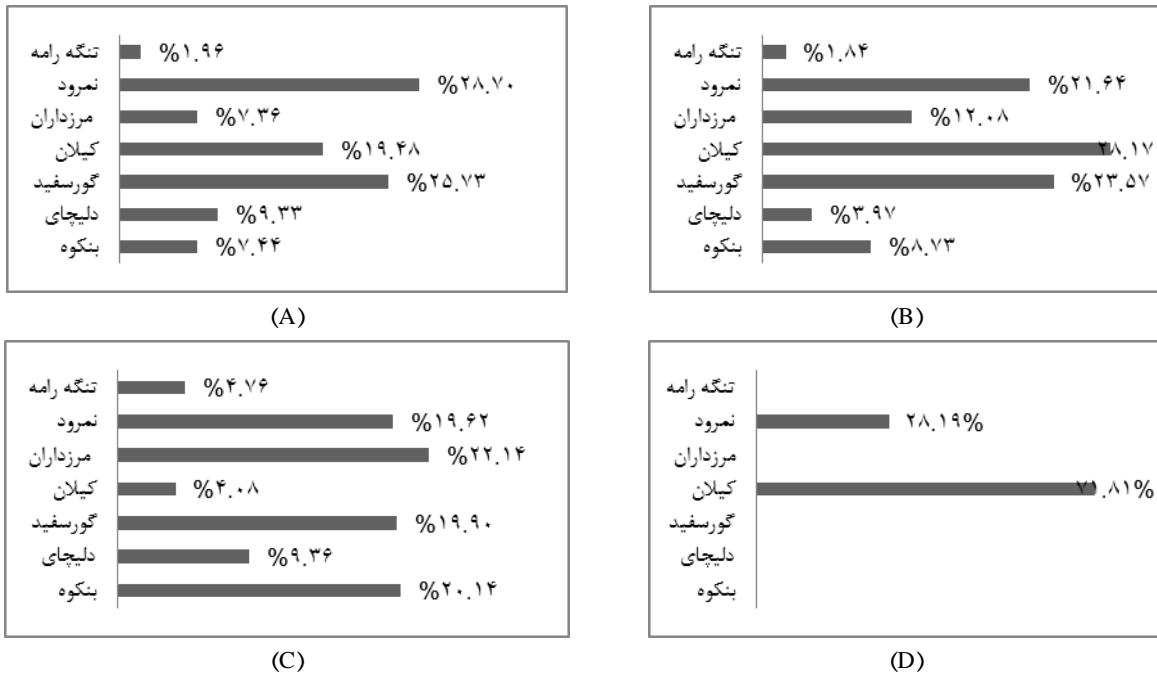 تنگه رامه %۱.۹۶
نمرود %۲۸.۷۰
مرزداران %۷.۳۶
کیلان %۱۹.۴۸
گورسفید %۲۵.۷۳
دلیچای %۹.۳۳
بنکوه %۷.۴۴
(A)
تنگه رامه %۱.۸۴
نمرود %۲۱.۶۴
مرزداران %۱۲.۰۸
کیلان ۲۸.۱۷
گورسفید %۲۳.۵۷
دلیچای %۳.۹۷
بنکوه %۸.۷۳
(B)
تنگه رامه %۴.۷۶
نمرود %۱۹.۶۲
مرزداران %۲۲.۱۴
کیلان %۴.۰۸
گورسفید %۱۹.۹۰
دلیچای %۹.۳۶
بنکوه %۲۰.۱۴
(C)
تنگه رامه
نمرود ۲۸.۱۹%
مرزداران
کیلان ۷۱.۸۱%
گورسفید
دلیچای
بنکوه
(D)